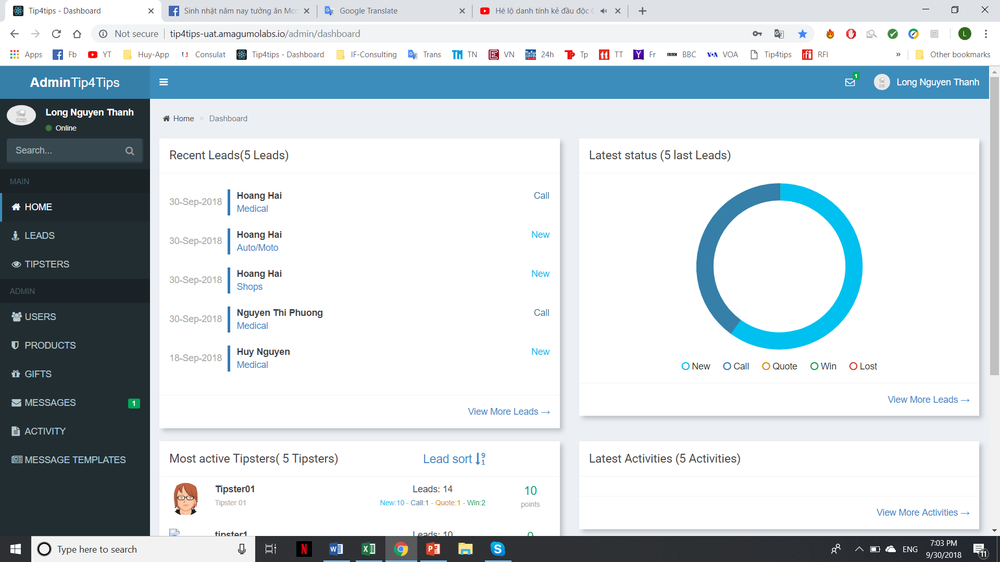 Tip4tips - Dashboard
Sinh nhật năm nay tưởng ăn Mcd
Google Translate
Hé lộ danh tính kẻ đầu độc
Not secure
tip4tips-uat.amagumolabs.io/admin/dashboard
L
Apps
Fb
YT
Huy-App
Consulat
Tip4tips - Dashboard
IF-Consulting
Trans
TN
VN
24h
Tp
TT
Fr
BBC
VOA
Tip4tips
RFI
»
Other bookmarks
AdminTip4Tips
1
Long Nguyen Thanh
Long Nguyen Thanh
Online
Search...
MAIN
HOME
LEADS
TIPSTERS
ADMIN
USERS
PRODUCTS
GIFTS
MESSAGES 1
ACTIVITY
MESSAGE TEMPLATES
Home > Dashboard
Recent Leads(5 Leads)
30-Sep-2018
Hoang Hai
Medical
Call
30-Sep-2018
Hoang Hai
Auto/Moto
New
30-Sep-2018
Hoang Hai
Shops
New
30-Sep-2018
Nguyen Thi Phuong
Medical
Call
18-Sep-2018
Huy Nguyen
Medical
New
View More Leads →
Latest status (5 last Leads)
New Call Quote Win Lost
View More Leads →
Most active Tipsters( 5 Tipsters)
Lead sort
Tipster01
Tipster 01
Leads: 14
New:10 - Call:1 - Quote:1 - Win:2
10
points
tipster1
Leads: 10
0
Latest Activities (5 Activities)
View More Activities →
Type here to search
ENG
7:03 PM
9/30/2018
11